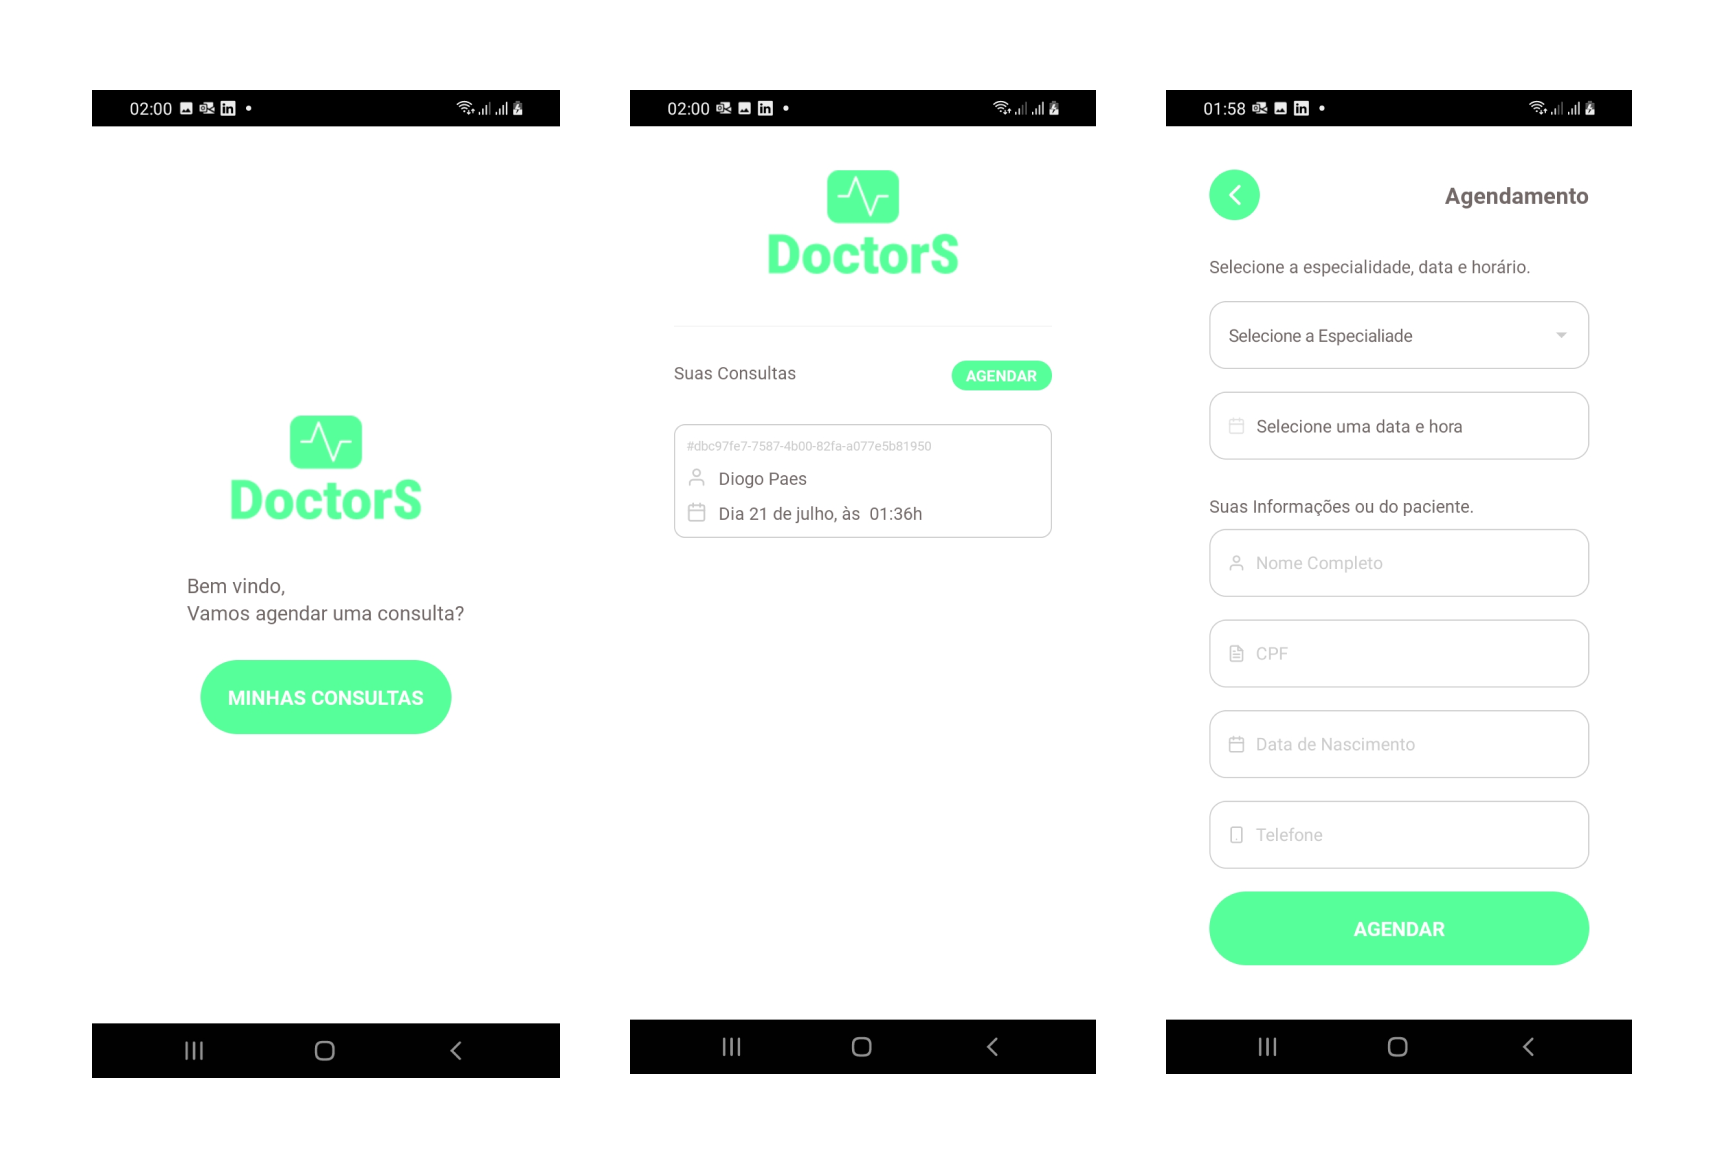 02:00
DoctorS
Bem vindo,
Vamos agendar uma consulta?
MINHAS CONSULTAS
02:00
DoctorS
Suas Consultas
AGENDAR
#dbc97fe7-7587-4b00-82fa-a077e5b81950
Diogo Paes
Dia 21 de julho, às 01:36h
01:58
Agendamento
Selecione a especialidade, data e horário.
Selecione a Especialiade
Selecione uma data e hora
Suas Informações ou do paciente.
Nome Completo
CPF
Data de Nascimento
Telefone
AGENDAR